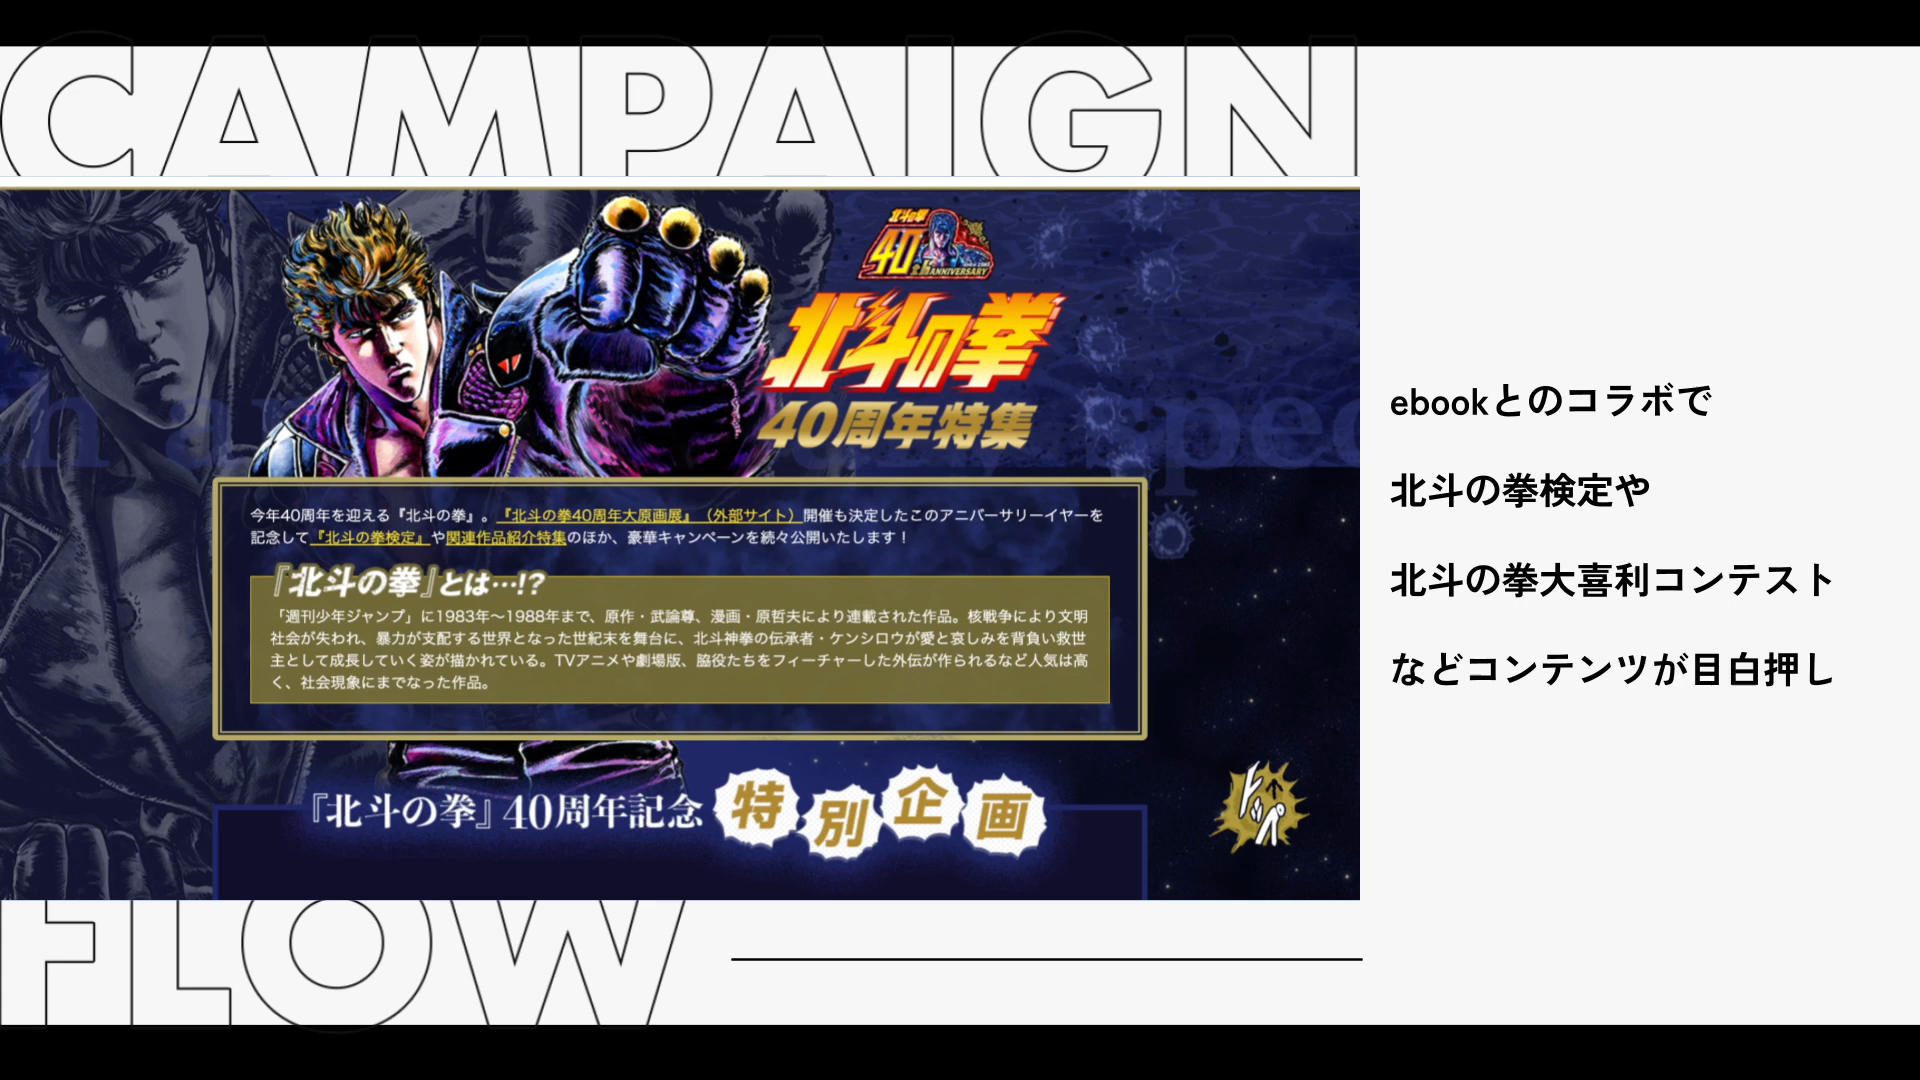 CAMPAIGN
北斗の拳
40th ANNIVERSARY
北斗の拳
40周年特集
今年40周年を迎える『北斗の拳』。『北斗の拳40周年大原画展』（外部サイト）開催も決定したこのアニバーサリーイヤーを
記念して『北斗の拳検定』や関連作品紹介特集のほか、豪華キャンペーンを続々公開いたします！
『北斗の拳』とは…!?
「週刊少年ジャンプ」に1983年〜1988年まで、原作・武論尊、漫画・原哲夫により連載された作品。核戦争により文明
社会が失われ、暴力が支配する世界となった世紀末を舞台に、北斗神拳の伝承者・ケンシロウが愛と哀しみを背負い救世
主として成長していく姿が描かれている。TVアニメや劇場版、脇役たちをフィーチャーした外伝が作られるなど人気は高
く、社会現象にまでなった作品。
『北斗の拳』40周年記念 特別企画
トップへ
ebookとのコラボで
北斗の拳検定や
北斗の拳大喜利コンテスト
などコンテンツが目白押し
FLOW